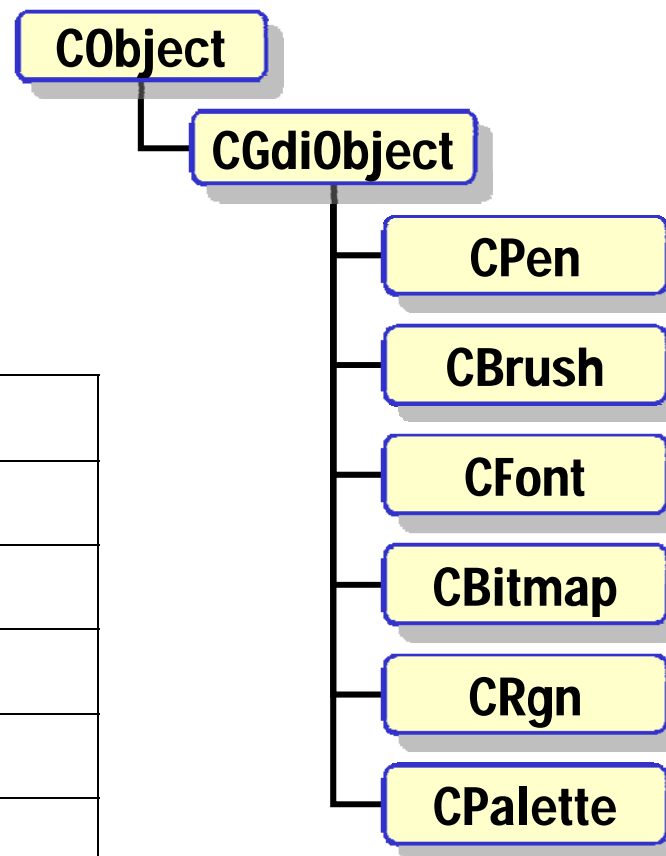 CObject
CGdiObject
CPen
CBrush
CFont
CBitmap
CRgn
CPalette